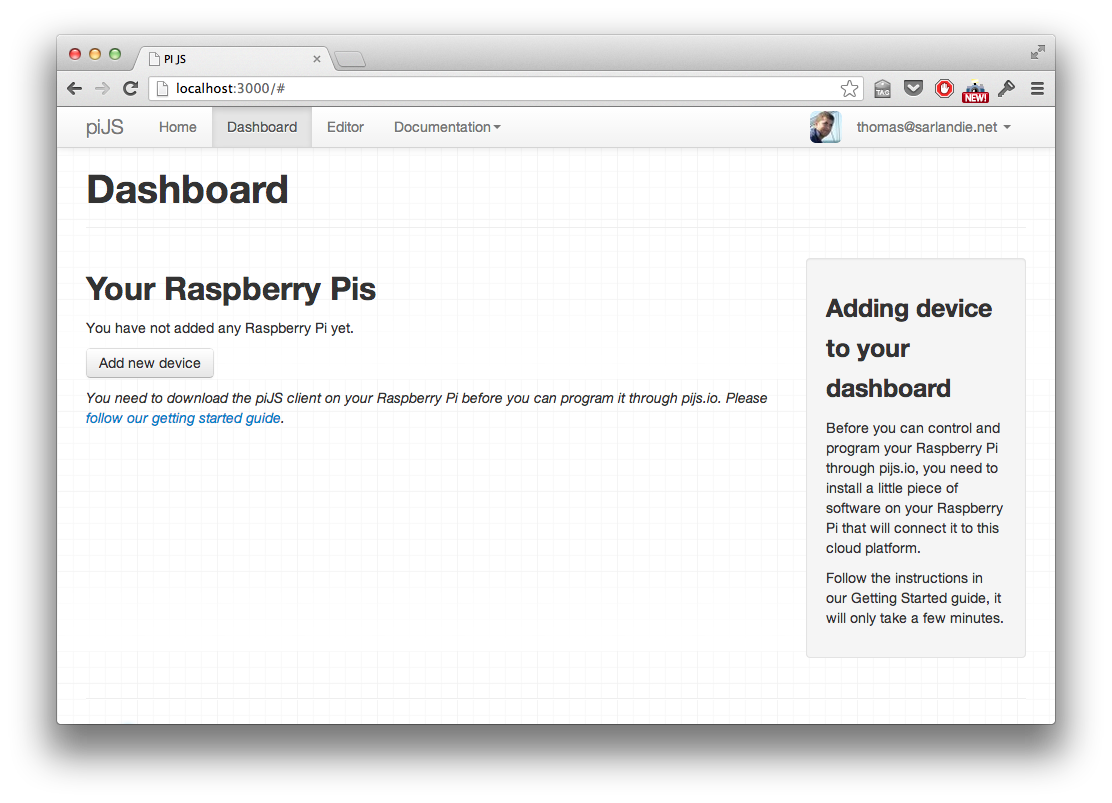 PI JS
localhost:3000/#
TAG
NEW!
piJS Home Dashboard Editor Documentation thomas@sarlandie.net
Dashboard
Your Raspberry Pis
You have not added any Raspberry Pi yet.
Add new device
You need to download the piJS client on your Raspberry Pi before you can program it through pijs.io. Please
follow our getting started guide.
Adding device
to your
dashboard
Before you can control and
program your Raspberry Pi
through pijs.io, you need to
install a little piece of
software on your Raspberry
Pi that will connect it to this
cloud platform.
Follow the instructions in
our Getting Started guide, it
will only take a few minutes.